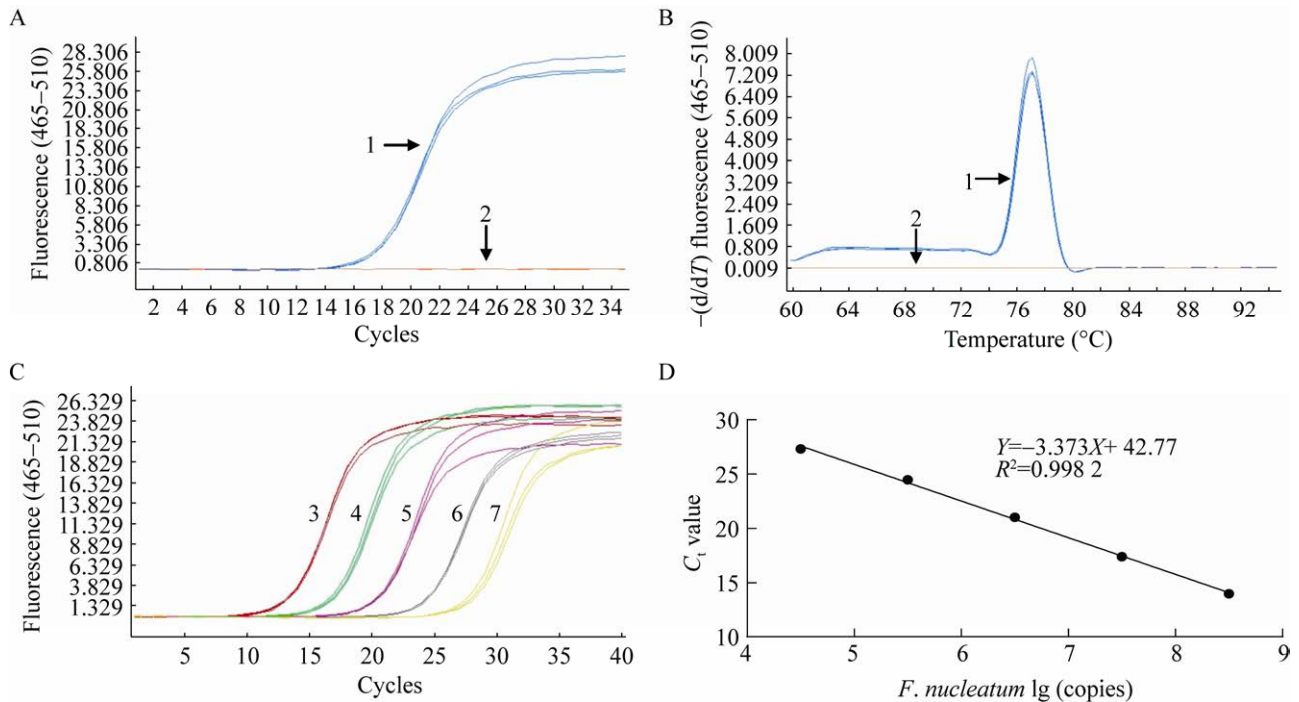 A
Fluorescence (465–510)
28.306
25.806
23.306
20.806
18.306
15.806
13.306
10.806
8.306
5.806
3.306
0.806
1
2
2 4 6 8 10 12 14 16 18 20 22 24 26 28 30 32 34
Cycles
B
–(d/dT) fluorescence (465–510)
8.009
7.209
6.409
5.609
4.809
4.009
3.209
2.409
1.609
0.809
0.009
1
2
60 64 68 72 76 80 84 88 92
Temperature (°C)
C
Fluorescence (465–510)
26.329
23.829
21.329
18.829
16.329
13.829
11.329
8.829
6.329
3.829
1.329
3 4 5 6 7
5 10 15 20 25 30 35 40
Cycles
D
Ct value
30
25
20
15
10
Y=–3.373X+ 42.77
R²=0.998 2
4 5 6 7 8 9
F. nucleatum lg (copies)